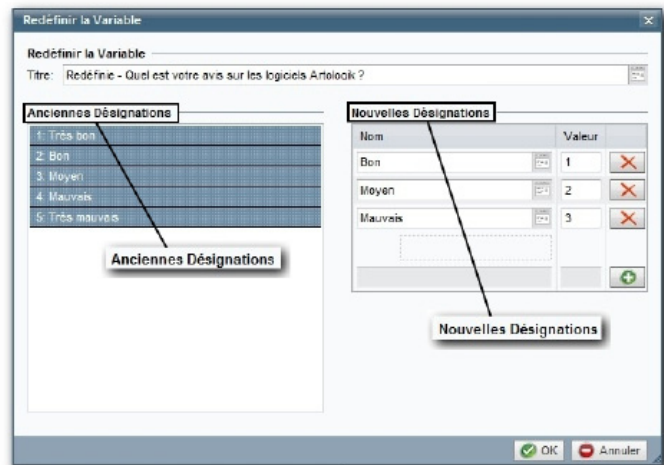 Redéfinir la Variable
Redéfinir la Variable
Titre: Redéfinie - Quel est votre avis sur les logiciels Artologik ?
Anciennes Désignations
1: Très bon
2: Bon
3: Moyen
4: Mauvais
5: Très mauvais
Anciennes Désignations
Nouvelles Désignations
Nom Valeur
Bon 1
Moyen 2
Mauvais 3
Nouvelles Désignations
OK Annuler